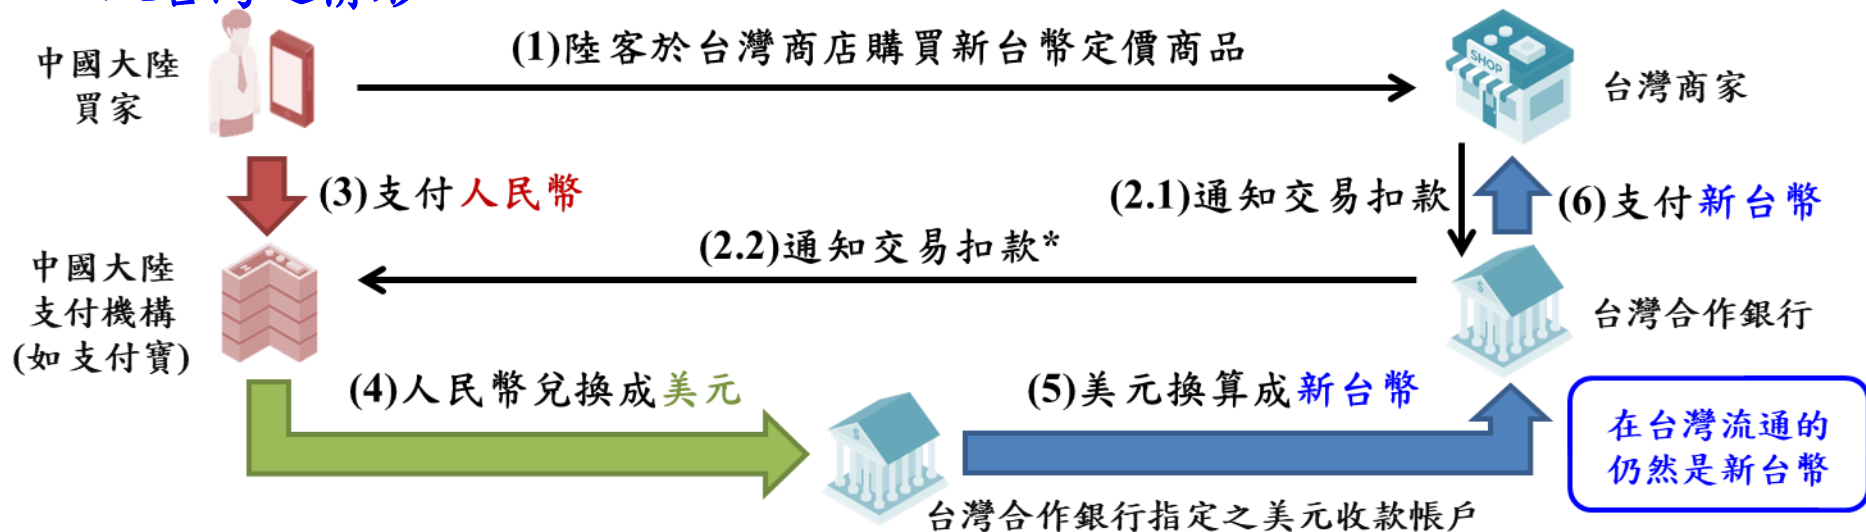 (1)陸客於台灣商店購買新台幣定價商品
中國大陸
買家
SHOP
台灣商家
(3)支付人民幣
(2.1)通知交易扣款
(6)支付新台幣
(2.2)通知交易扣款*
中國大陸
支付機構
(如支付寶)
台灣合作銀行
(4)人民幣兌換成美元
(5)美元換算成新台幣
在台灣流通的
仍然是新台幣
台灣合作銀行指定之美元收款帳戶